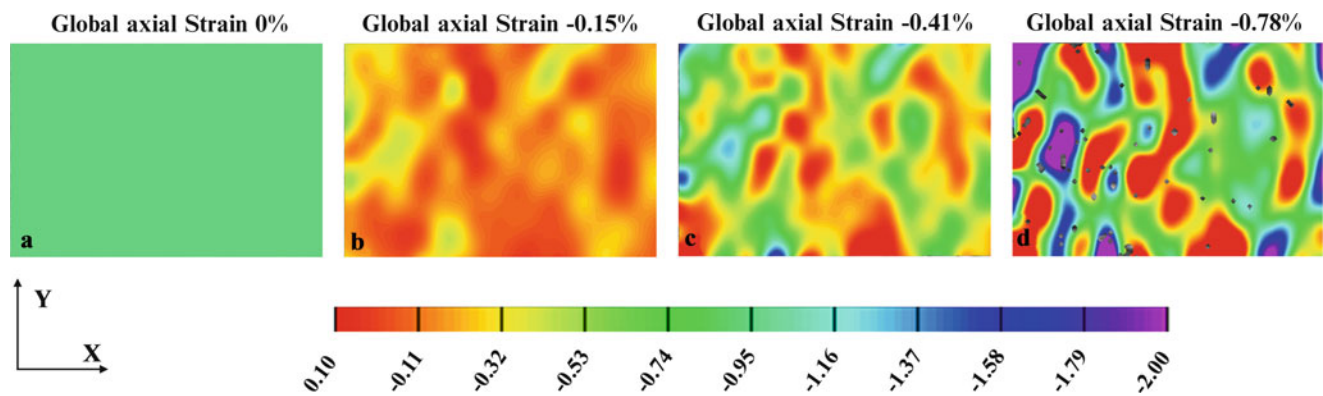 Global axial Strain 0% Global axial Strain -0.15% Global axial Strain -0.41% Global axial Strain -0.78%
a b c d
Y
X
0.10 -0.11 -0.32 -0.53 -0.74 -0.95 -1.16 -1.37 -1.58 -1.79 -2.00